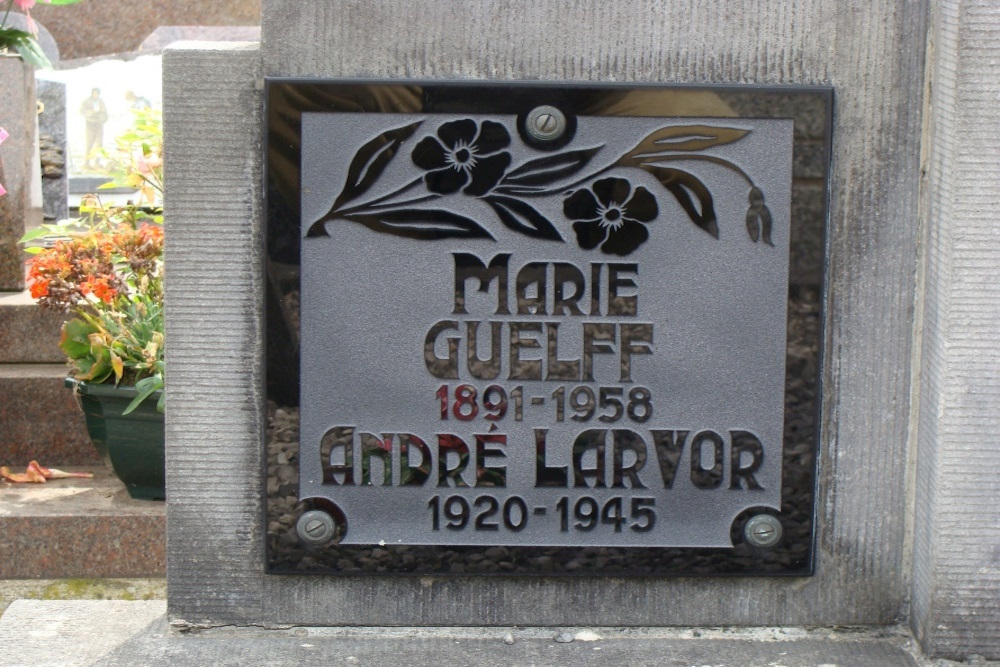 MARIE
GUELFF
1891-1958
ANDRÉ LARVOR
1920-1945